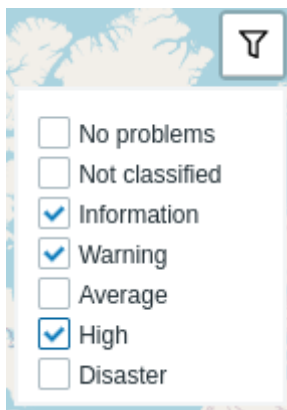 No problems
Not classified
Information
Warning
Average
High
Disaster